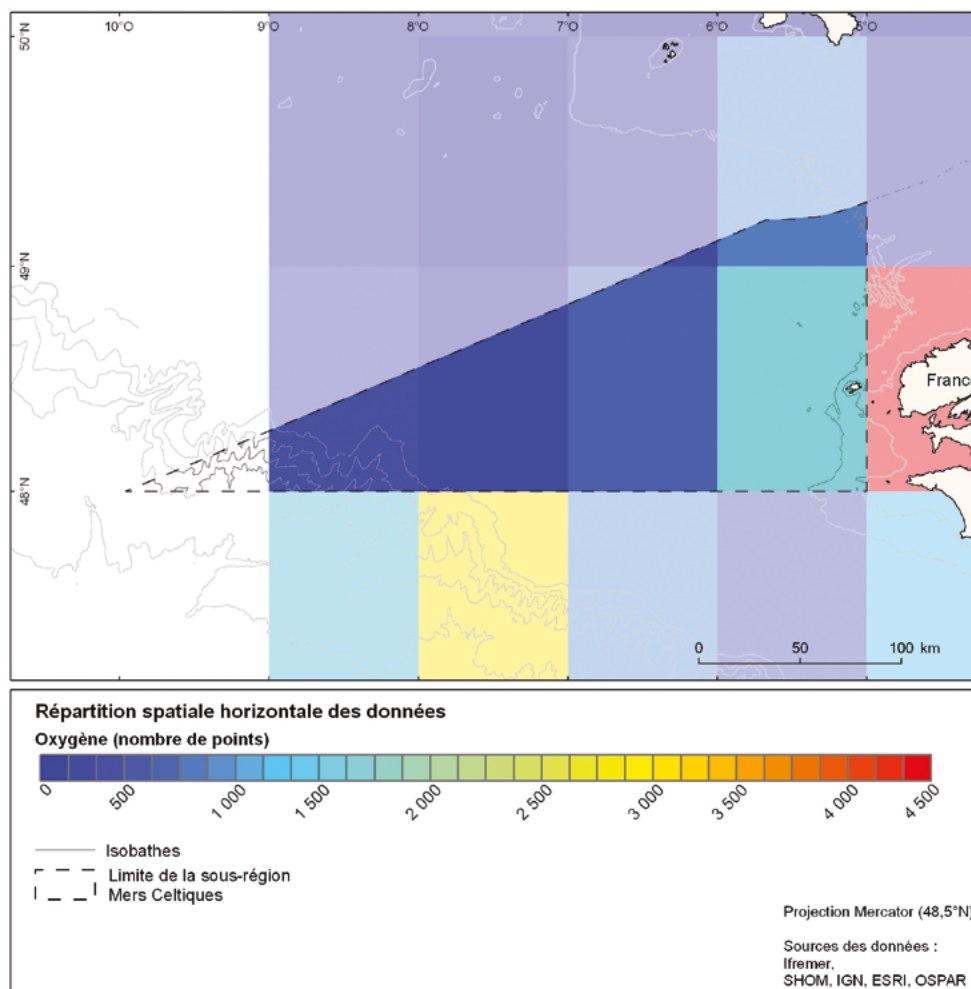 10°O 9°O 8°O 7°O 6°O 5°O
50°N
49°N
France
48°N
0 50 100 km
Répartition spatiale horizontale des données
Oxygène (nombre de points)
0 500 1 000 1 500 2 000 2 500 3 000 3 500 4 000 4 500
Isobathes
Limite de la sous-région
Mers Celtiques
Projection Mercator (48,5°N)
Sources des données :
Ifremer,
SHOM, IGN, ESRI, OSPAR